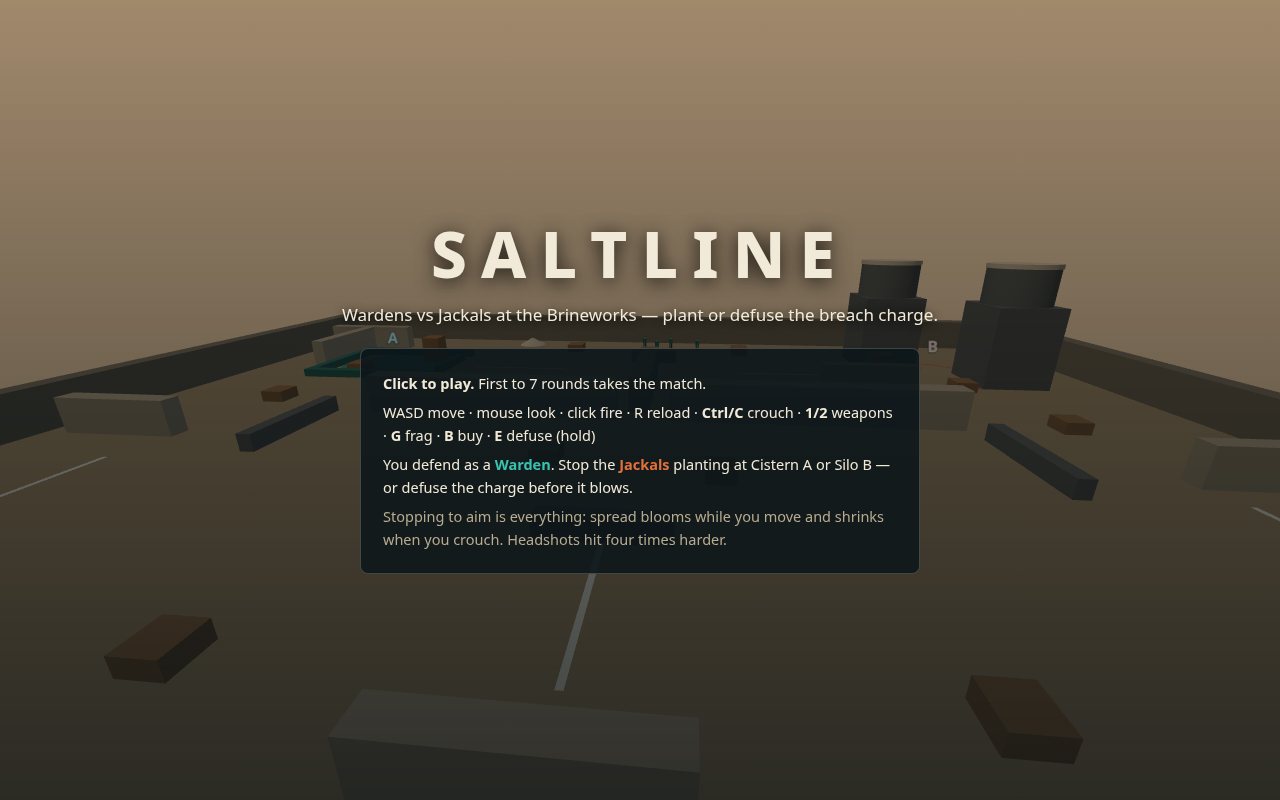 SALTLINE
Wardens vs Jackals at the Brineworks — plant or defuse the breach charge.
A
B
Click to play. First to 7 rounds takes the match.
WASD move · mouse look · click fire · R reload · Ctrl/C crouch · 1/2 weapons
· G frag · B buy · E defuse (hold)
You defend as a Warden. Stop the Jackals planting at Cistern A or Silo B —
or defuse the charge before it blows.
Stopping to aim is everything: spread blooms while you move and shrinks
when you crouch. Headshots hit four times harder.